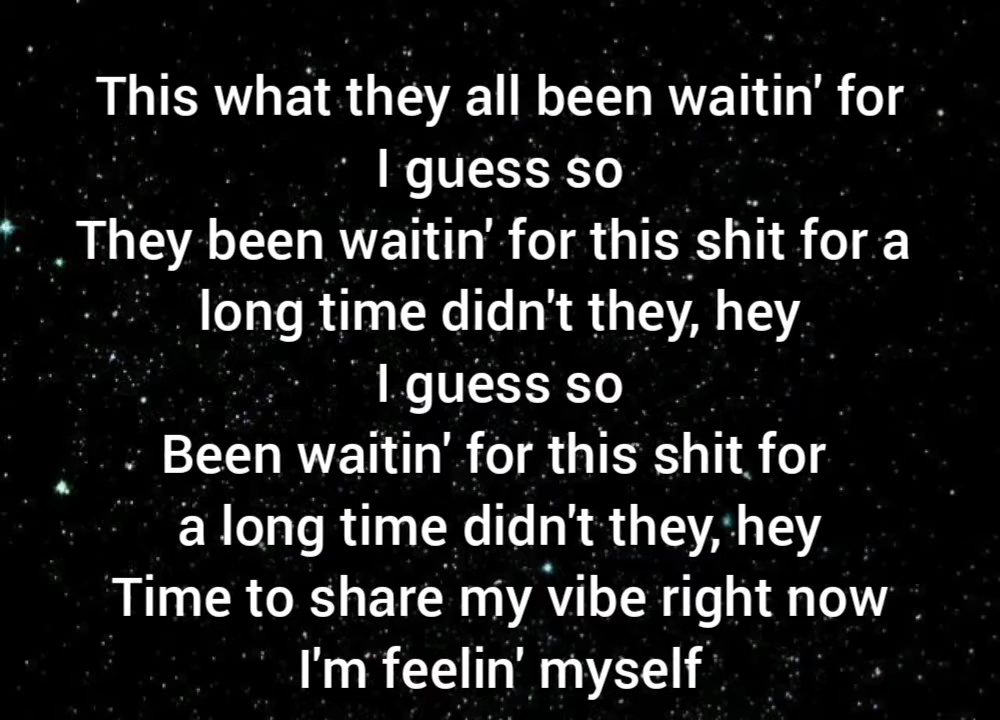 This what they all been waitin' for
I guess so
They been waitin' for this shit for a
long time didn't they, hey
I guess so
Been waitin' for this shit for
a long time didn't they, hey
Time to share my vibe right now
I'm feelin' myself